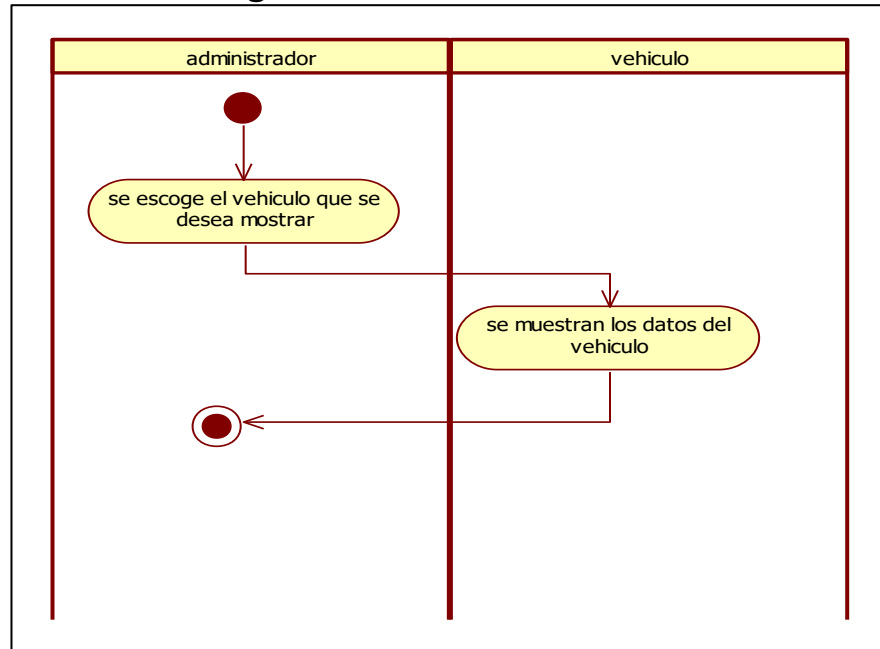 administrador
vehiculo
se escoge el vehiculo que se
desea mostrar
se muestran los datos del
vehiculo